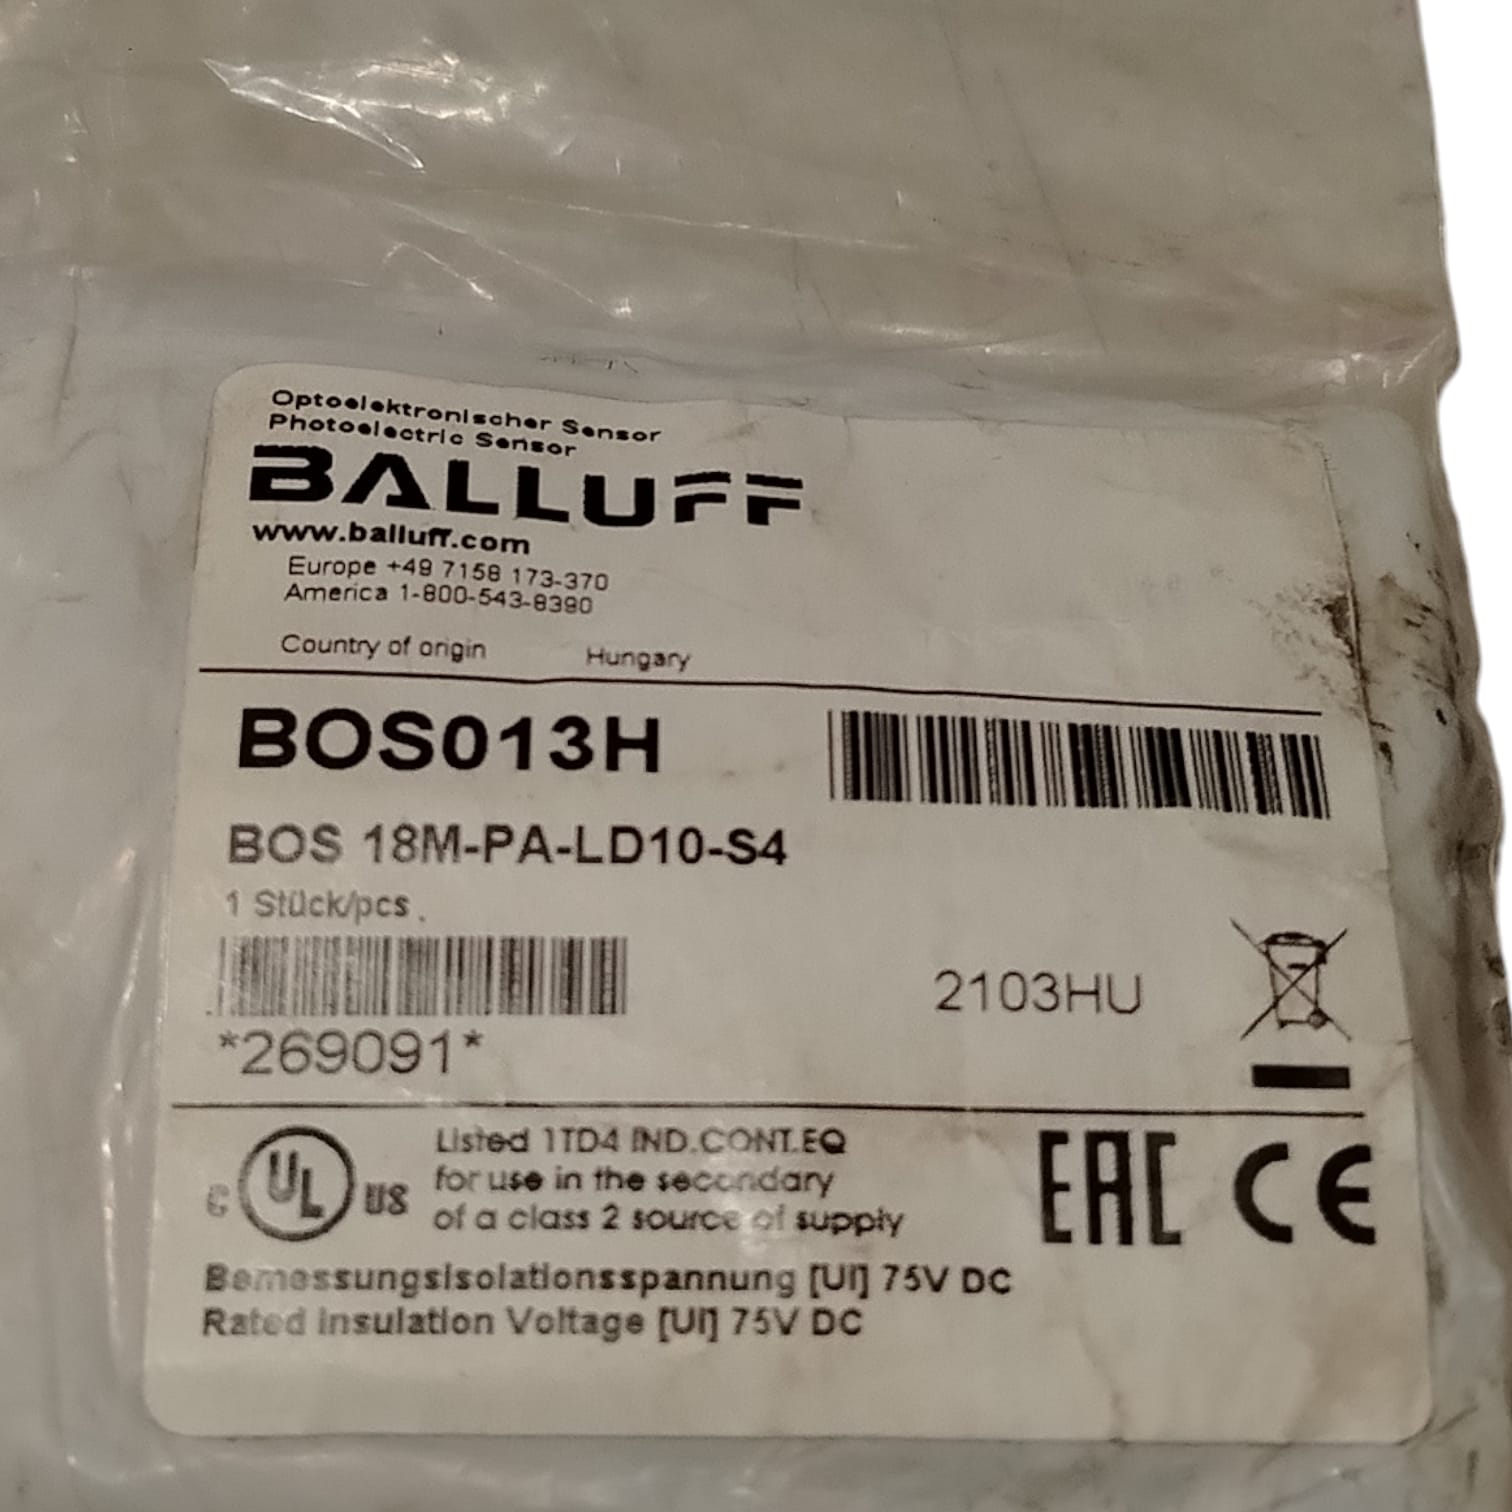 Optoelektronischer Sensor
Photoelectric Sensor
BALLUFF
www.balluff.com
Europe +49 7158 173-370
America 1-800-543-8390
Country of origin Hungary
BOS013H
BOS 18M-PA-LD10-S4
1 Stück/pcs.
2103HU
*269091*
C UL US
Listed 1TD4 IND.CONT.EQ
for use in the secondary
of a class 2 source of supply
EAC CE
Bemessungsisolationsspannung [UI] 75V DC
Rated Insulation Voltage [UI] 75V DC